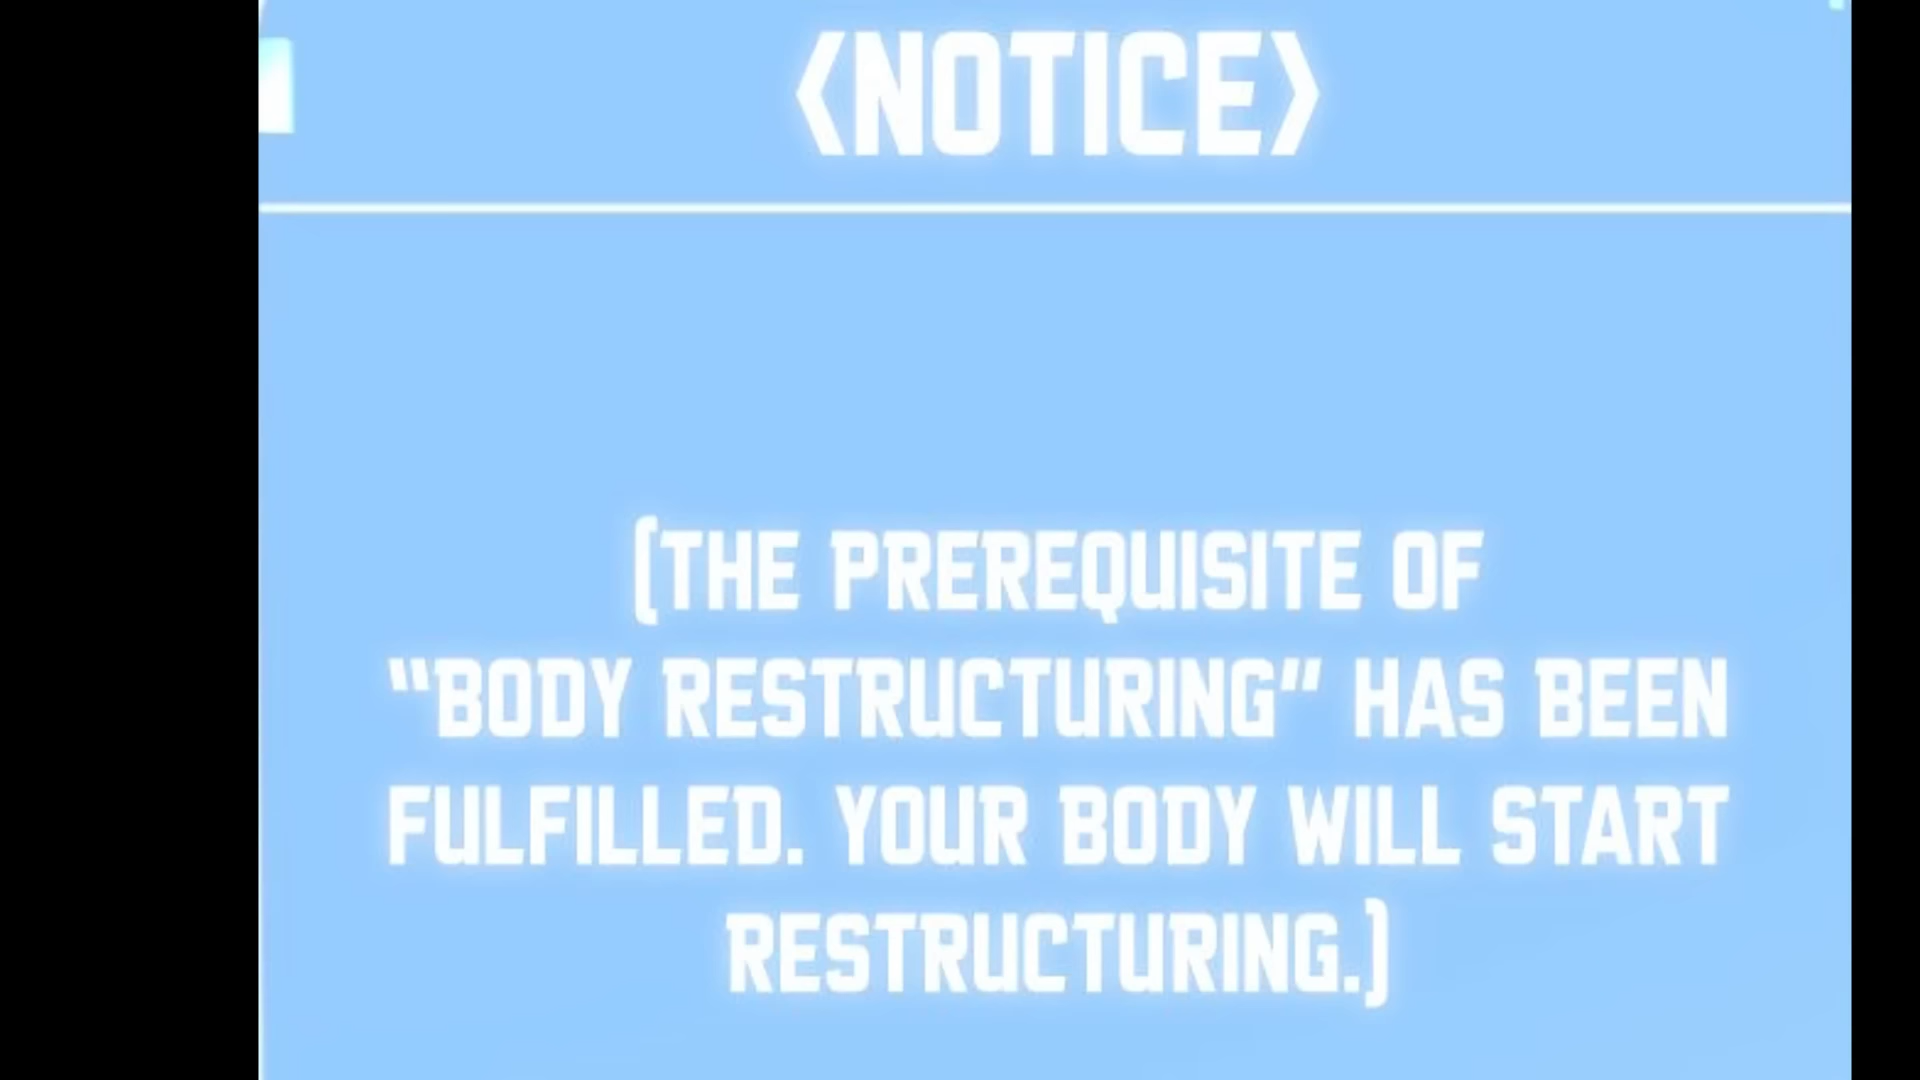 <NOTICE>
(THE PREREQUISITE OF
"BODY RESTRUCTURING" HAS BEEN
FULFILLED. YOUR BODY WILL START
RESTRUCTURING.)